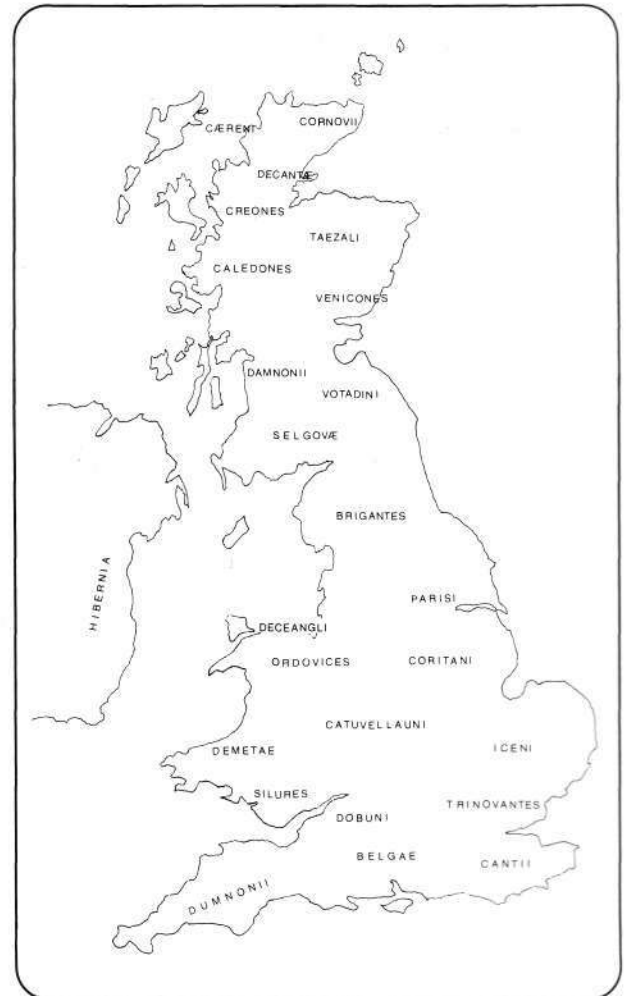 CORNOVII
CÆRENI
DECANTÆ
CREONES
TAEZALI
CALEDONES
VENICONES
DAMNONII
VOTADINI
SELGOVÆ
BRIGANTES
HIBERNIA
PARISI
DECEANGLI
ORDOVICES
CORITANI
CATUVELLAUNI
DEMETAE
ICENI
SILURES
TRINOVANTES
DOBUNI
BELGAE
CANTII
DUMNONII